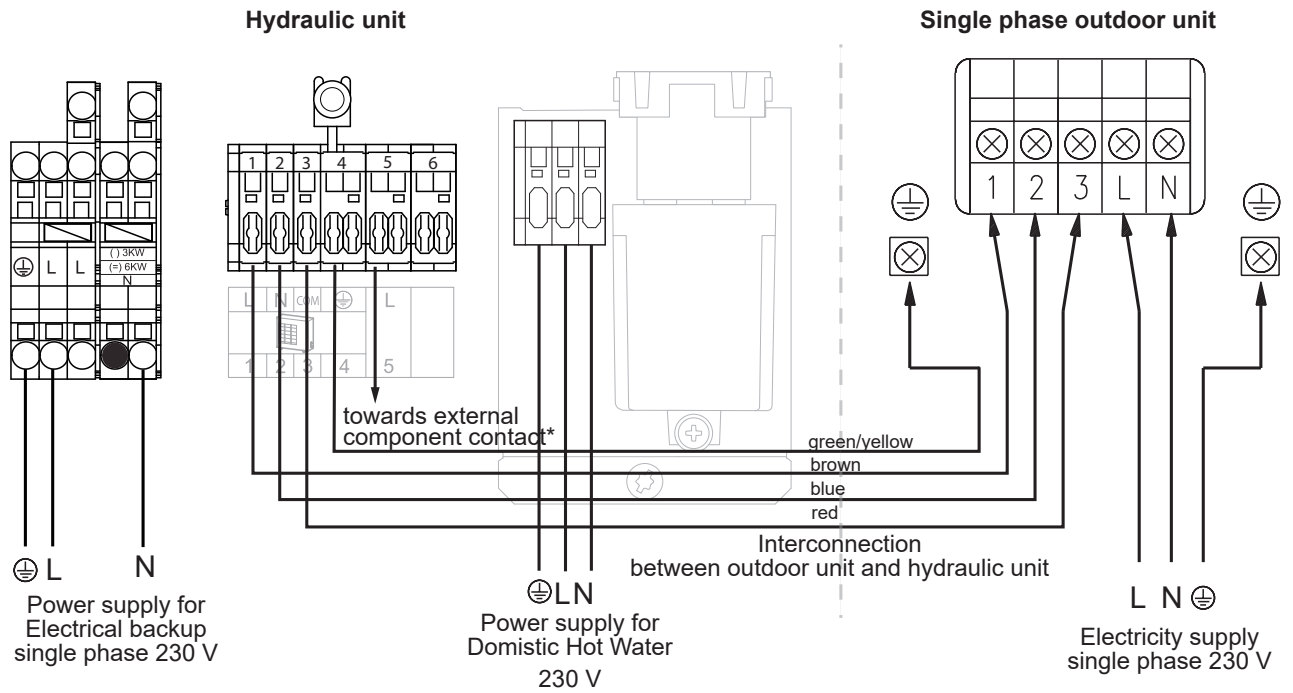 Hydraulic unit
Single phase outdoor unit
1 2 3 4 5 6
L L
( ) 3KW
(=) 6KW
N
L N COM L
1 2 3 4 5
1 2 3 L N
towards external
component contact*
green/yellow
brown
blue
red
Interconnection
between outdoor unit and hydraulic unit
L N
Power supply for
Electrical backup
single phase 230 V
L N
Power supply for
Domistic Hot Water
230 V
L N
Electricity supply
single phase 230 V